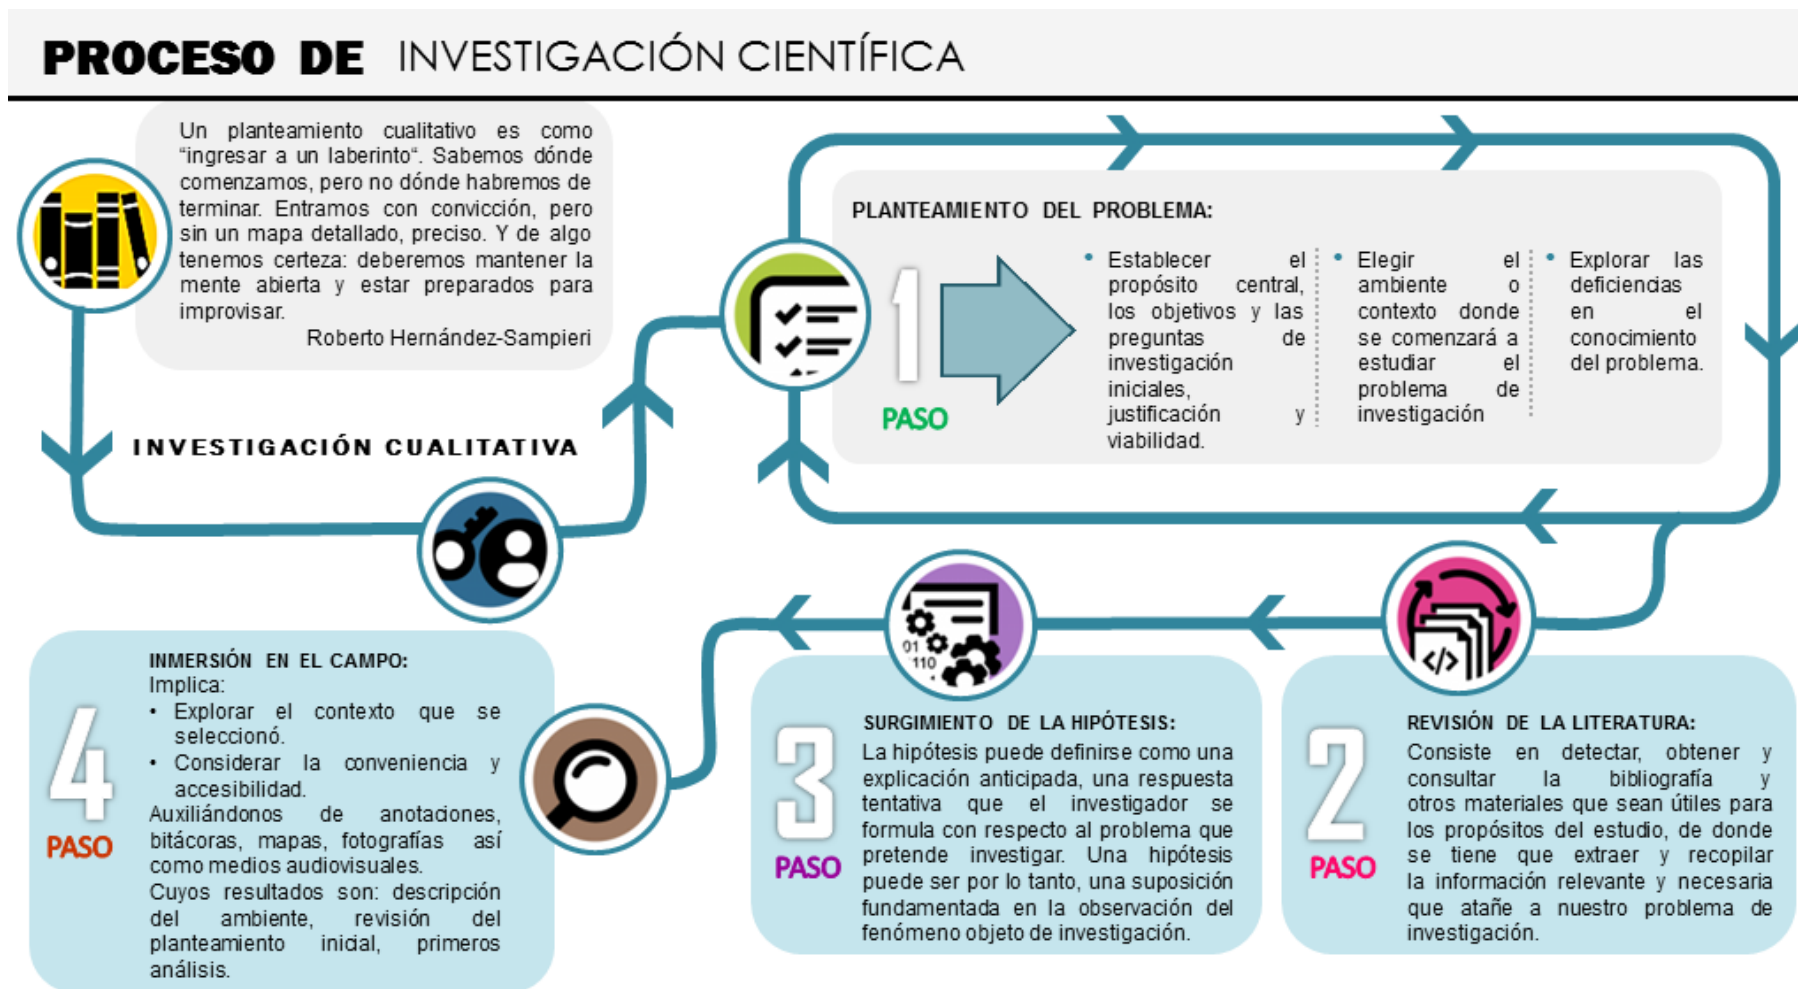 PROCESO DE INVESTIGACIÓN CIENTÍFICA
Un planteamiento cualitativo es como
“ingresar a un laberinto“. Sabemos dónde
comenzamos, pero no dónde habremos de
terminar. Entramos con convicción, pero
sin un mapa detallado, preciso. Y de algo
tenemos certeza: deberemos mantener la
mente abierta y estar preparados para
improvisar.
Roberto Hernández-Sampieri
INVESTIGACIÓN CUALITATIVA
PLANTEAMIENTO DEL PROBLEMA:
1
PASO
• Establecer el
propósito central,
los objetivos y las
preguntas de
investigación
iniciales,
justificación y
viabilidad.
• Elegir el
ambiente o
contexto donde
se comenzará a
estudiar el
problema de
investigación
• Explorar las
deficiencias
en el
conocimiento
del problema.
</>
2
PASO
REVISIÓN DE LA LITERATURA:
Consiste en detectar, obtener y
consultar la bibliografía y
otros materiales que sean útiles para
los propósitos del estudio, de donde
se tiene que extraer y recopilar
la información relevante y necesaria
que atañe a nuestro problema de
investigación.
01
110
3
PASO
SURGIMIENTO DE LA HIPÓTESIS:
La hipótesis puede definirse como una
explicación anticipada, una respuesta
tentativa que el investigador se
formula con respecto al problema que
pretende investigar. Una hipótesis
puede ser por lo tanto, una suposición
fundamentada en la observación del
fenómeno objeto de investigación.
4
PASO
INMERSIÓN EN EL CAMPO:
Implica:
• Explorar el contexto que se
seleccionó.
• Considerar la conveniencia y
accesibilidad.
Auxiliándonos de anotaciones,
bitácoras, mapas, fotografías así
como medios audiovisuales.
Cuyos resultados son: descripción
del ambiente, revisión del
planteamiento inicial, primeros
análisis.